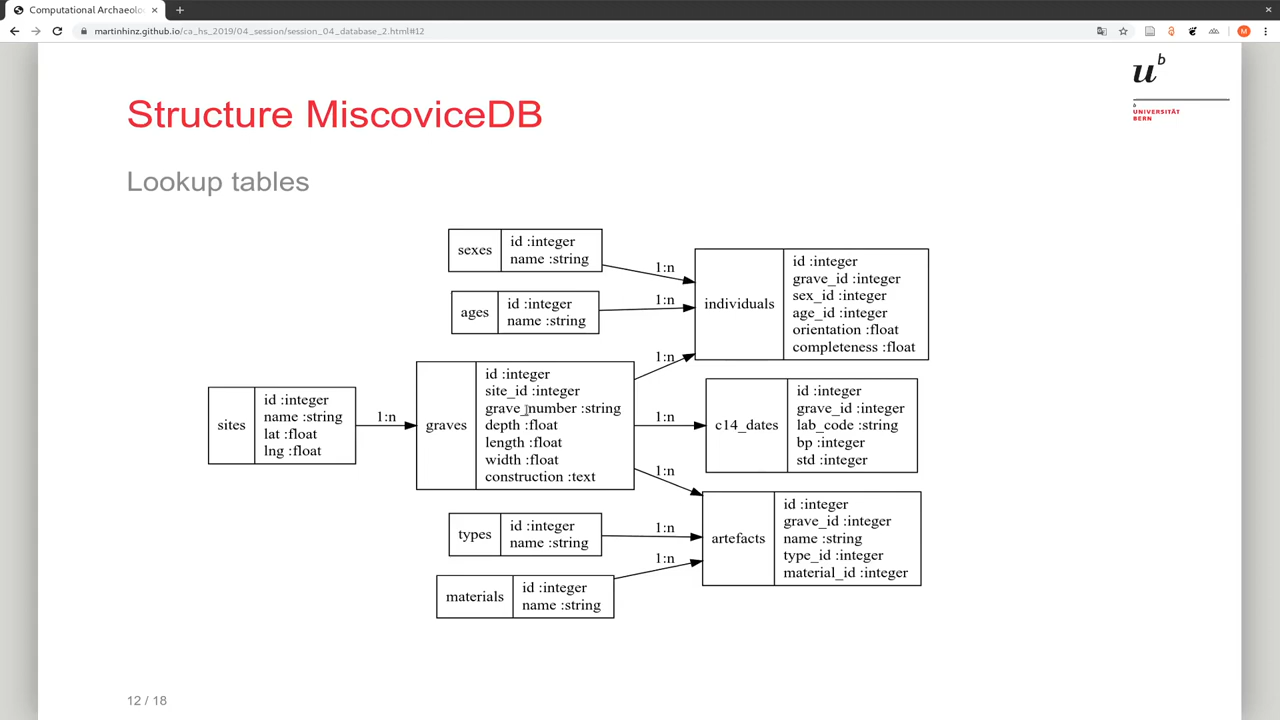 Computational Archaeolo
martinhinz.github.io/ca_hs_2019/04_session/session_04_database_2.html#12
M
u
b
b
UNIVERSITÄT
BERN
Structure MiscoviceDB
Lookup tables
sexes
id :integer
name :string
ages
id :integer
name :string
sites
id :integer
name :string
lat :float
lng :float
graves
id :integer
site_id :integer
grave_number :string
depth :float
length :float
width :float
construction :text
types
id :integer
name :string
materials
id :integer
name :string
1:n
1:n
1:n
1:n
1:n
1:n
1:n
1:n
individuals
id :integer
grave_id :integer
sex_id :integer
age_id :integer
orientation :float
completeness :float
c14_dates
id :integer
grave_id :integer
lab_code :string
bp :integer
std :integer
artefacts
id :integer
grave_id :integer
name :string
type_id :integer
material_id :integer
12 / 18